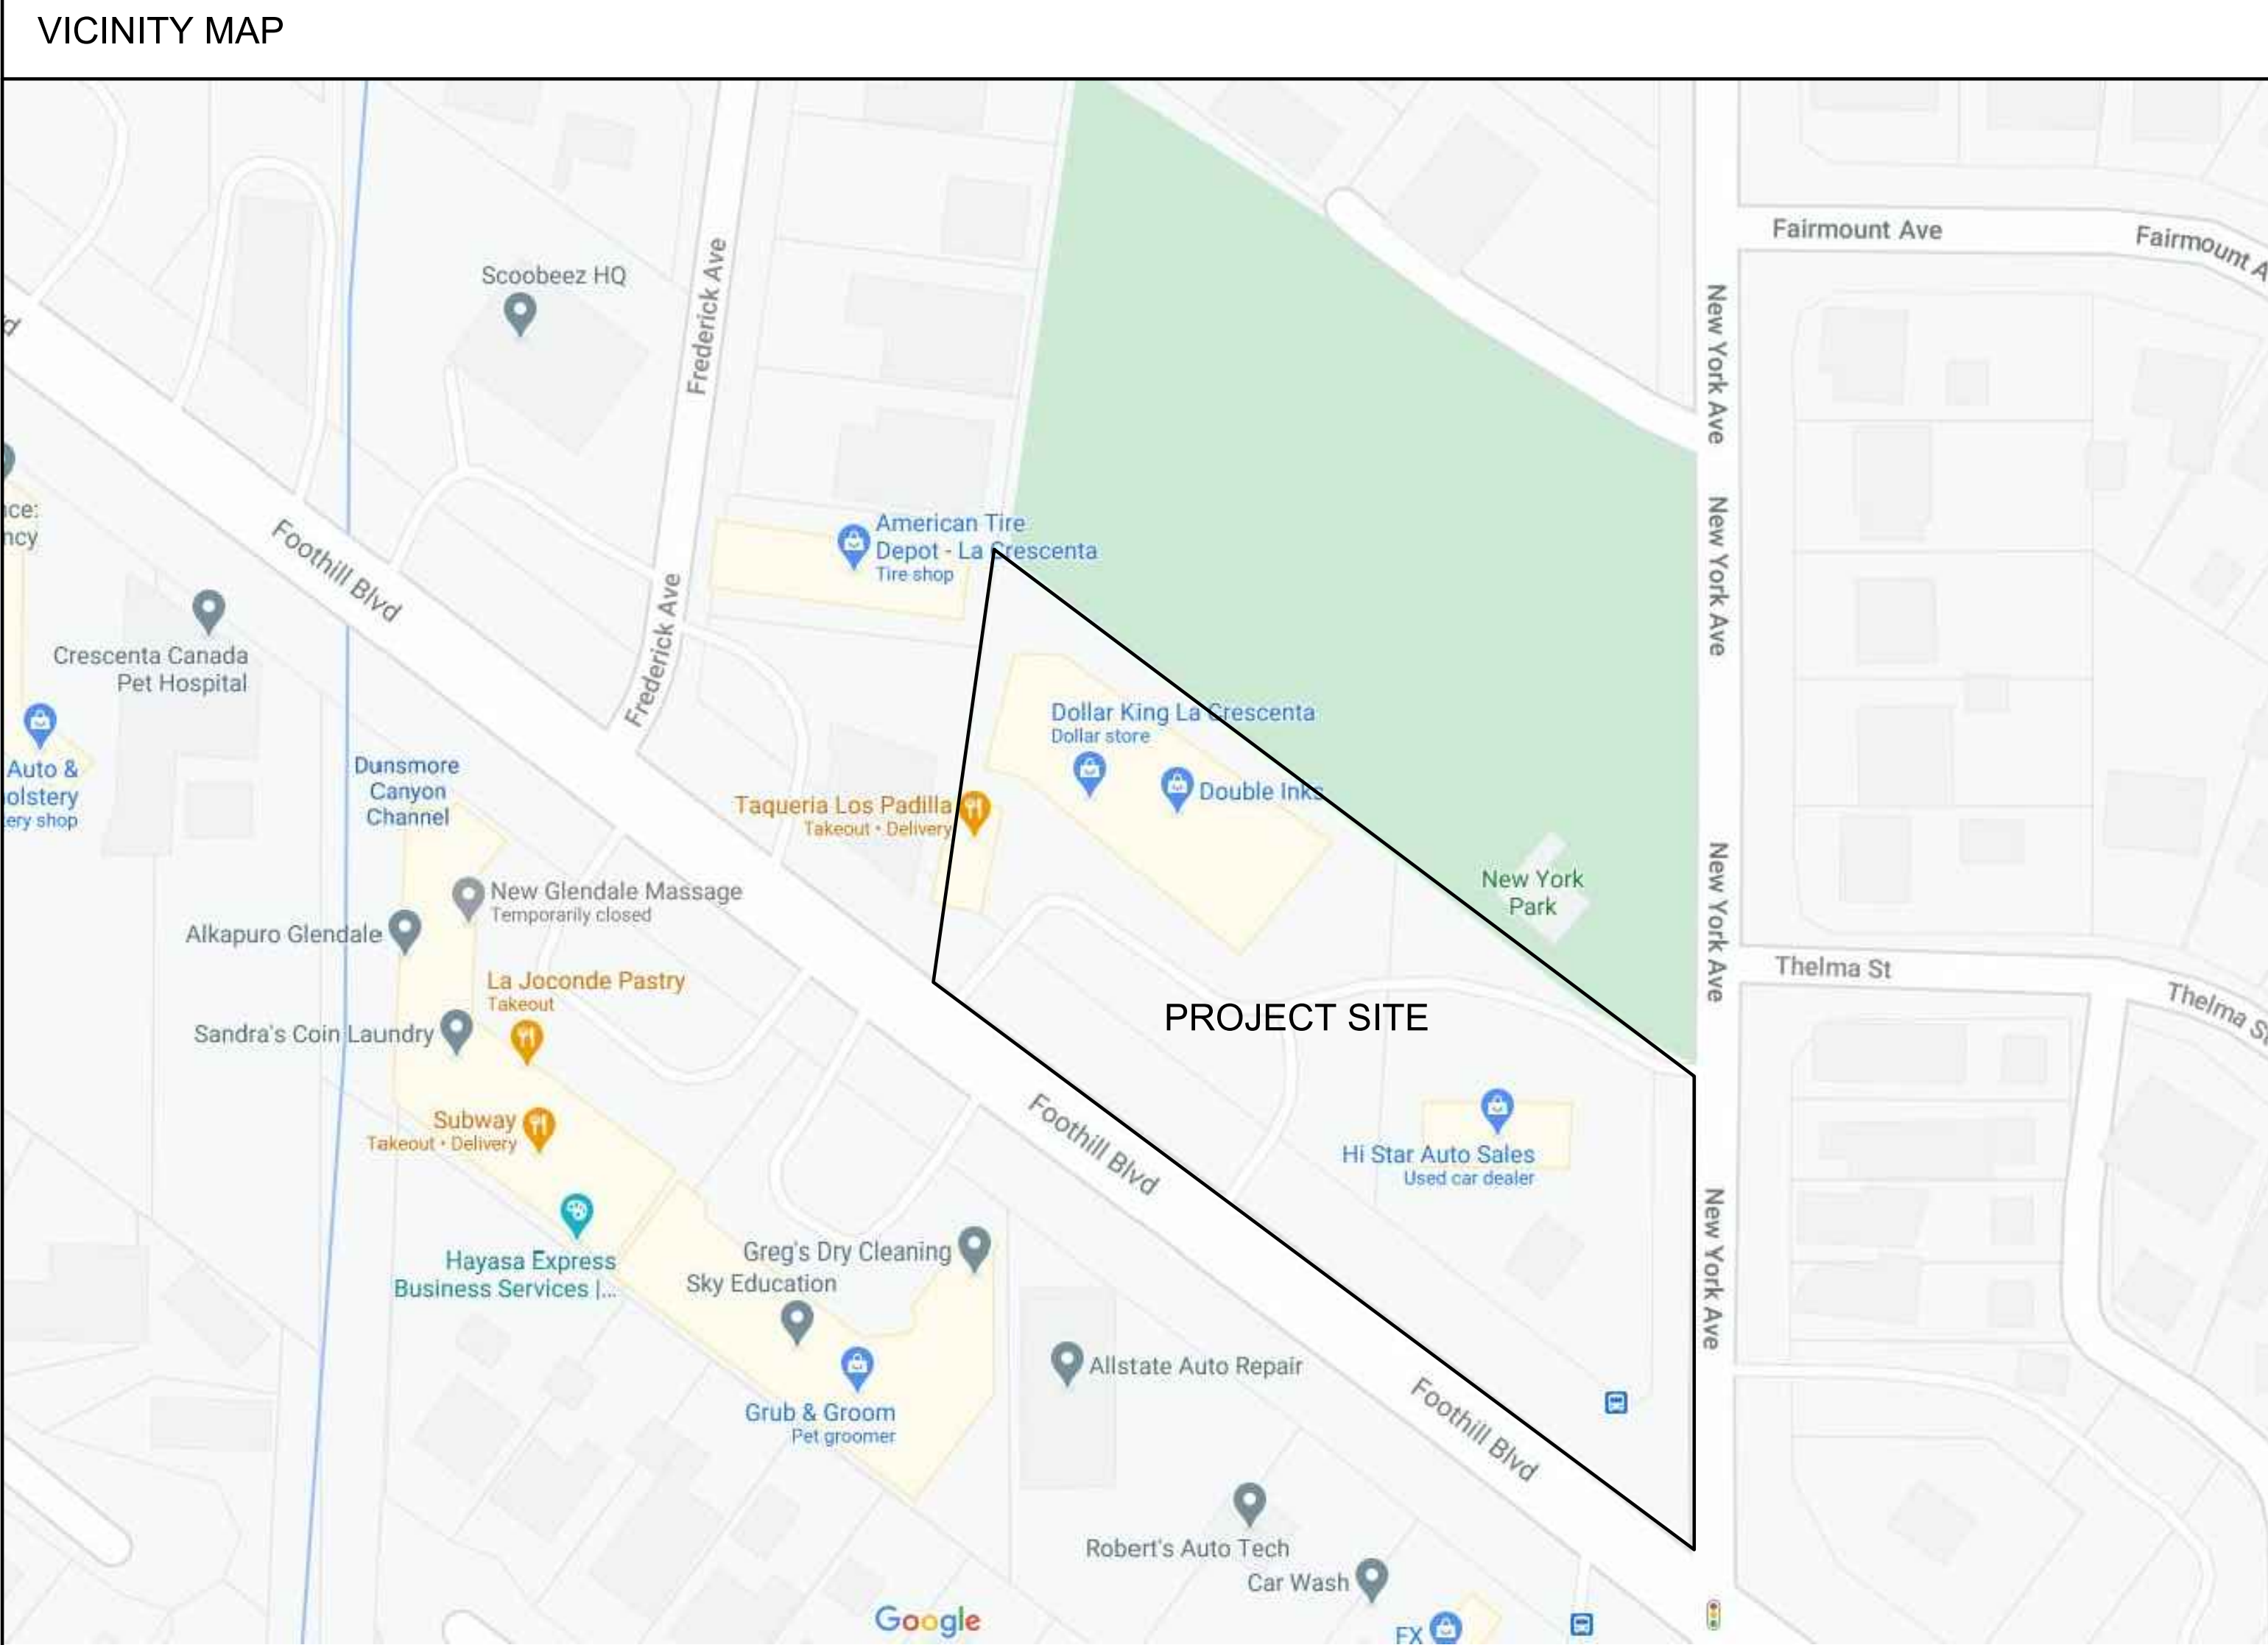 VICINITY MAP
Fairmount Ave
Fairmount A
Scoobeez HQ
Frederick Ave
New York Ave
ce:
ncy
Foothill Blvd
American Tire
Depot - La Crescenta
Tire shop
New York Ave
Frederick Ave
Crescenta Canada
Pet Hospital
Dollar King La Crescenta
Dollar store
Auto &
olstery
ery shop
Dunsmore
Canyon
Channel
Double Inks
Taqueria Los Padilla
Takeout • Delivery
New York
Park
New York Ave
New Glendale Massage
Temporarily closed
Alkapuro Glendale
Thelma St
Thelma S
La Joconde Pastry
Takeout
PROJECT SITE
Sandra's Coin Laundry
Subway
Takeout • Delivery
Foothill Blvd
Hi Star Auto Sales
Used car dealer
New York Ave
Hayasa Express
Business Services |...
Greg's Dry Cleaning
Sky Education
Allstate Auto Repair
Grub & Groom
Pet groomer
Foothill Blvd
Robert's Auto Tech
Car Wash
Google
FX